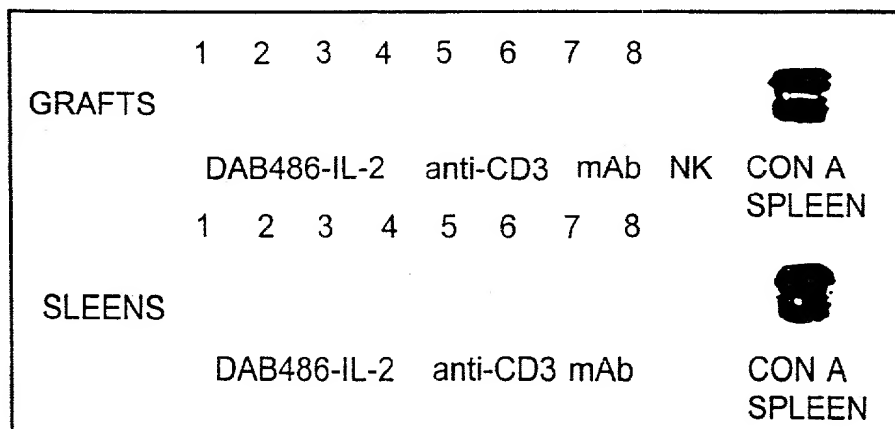 1 2 3 4 5 6 7 8
GRAFTS
DAB486-IL-2 anti-CD3 mAb NK CON A
SPLEEN
1 2 3 4 5 6 7 8
SLEENS
DAB486-IL-2 anti-CD3 mAb CON A
SPLEEN